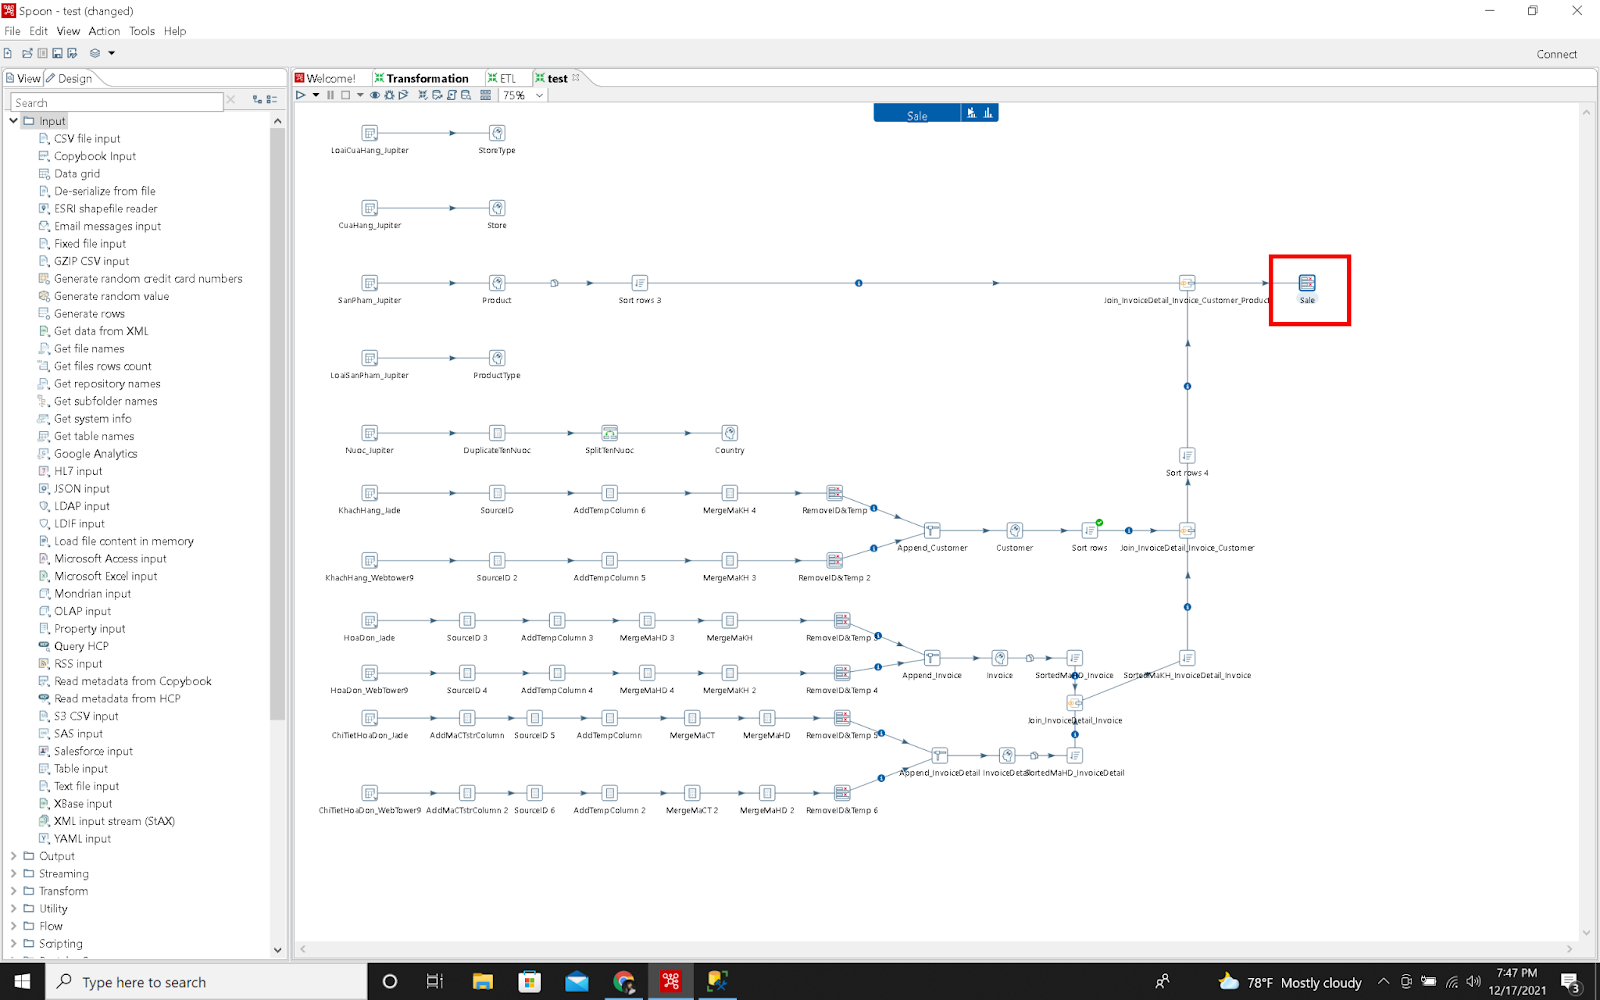 Spoon - test (changed)
File Edit View Action Tools Help
Connect
View Design
Welcome! Transformation ETL test
Search
75%
Input
CSV file input
Copybook Input
Data grid
De-serialize from file
ESRI shapefile reader
Email messages input
Fixed file input
GZIP CSV input
Generate random credit card numbers
Generate random value
Generate rows
Get data from XML
Get file names
Get files rows count
Get repository names
Get subfolder names
Get system info
Get table names
Google Analytics
HL7 input
JSON input
LDAP input
LDIF input
Load file content in memory
Microsoft Access input
Microsoft Excel input
Mondrian input
OLAP input
Property input
Query HCP
RSS input
Read metadata from Copybook
Read metadata from HCP
S3 CSV input
SAS input
Salesforce input
Table input
Text file input
XBase input
XML input stream (StAX)
YAML input
Output
Streaming
Transform
Utility
Flow
Scripting
Sale
LoaiCuaHang_Jupiter StoreType
CuaHang_Jupiter Store
SanPham_Jupiter Product Sort rows 3 Join_InvoiceDetail_Invoice_Customer_Product Sale
LoaiSanPham_Jupiter ProductType
Nuoc_Jupiter DuplicateTenNuoc SplitTenNuoc Country
Sort rows 4
KhachHang_Jade SourceID AddTempColumn 6 MergeMaKH 4 RemoveID&Temp
Append_Customer Customer Sort rows Join_InvoiceDetail_Invoice_Customer
KhachHang_Webtower9 SourceID 2 AddTempColumn 5 MergeMaKH 3 RemoveID&Temp 2
HoaDon_Jade SourceID 3 AddTempColumn 3 MergeMaHD 3 MergeMaKH RemoveID&Temp 3
Append_Invoice Invoice SortedMaHD_Invoice SortedMaKH_InvoiceDetail_Invoice
HoaDon_WebTower9 SourceID 4 AddTempColumn 4 MergeMaHD 4 MergeMaKH 2 RemoveID&Temp 4
Join_InvoiceDetail_Invoice
ChiTietHoaDon_Jade AddMaCTstrColumn SourceID 5 AddTempColumn MergeMaCT MergeMaHD RemoveID&Temp 5
Append_InvoiceDetail InvoiceDetail SortedMaHD_InvoiceDetail
ChiTietHoaDon_WebTower9 AddMaCTstrColumn 2 SourceID 6 AddTempColumn 2 MergeMaCT 2 MergeMaHD 2 RemoveID&Temp 6
Type here to search
78°F Mostly cloudy
7:47 PM
12/17/2021
3